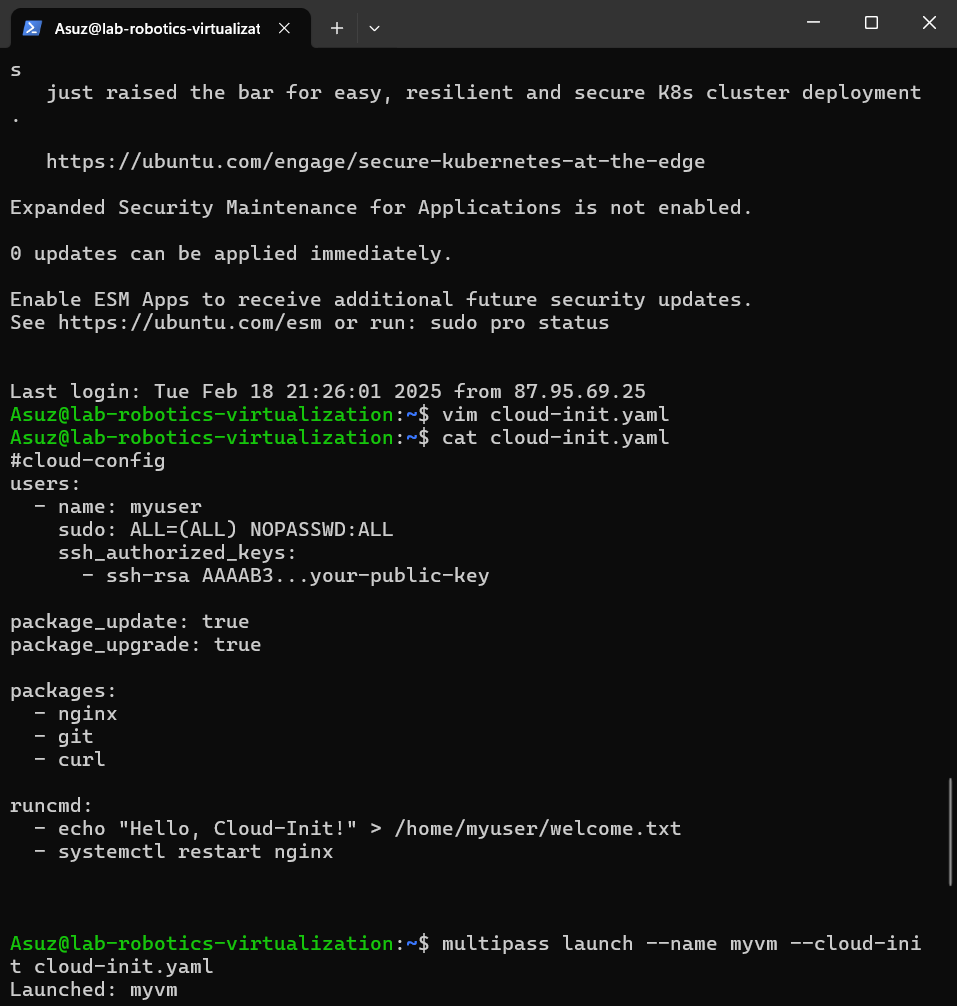 Asuz@lab-robotics-virtualizat
s
just raised the bar for easy, resilient and secure K8s cluster deployment
.
https://ubuntu.com/engage/secure-kubernetes-at-the-edge
Expanded Security Maintenance for Applications is not enabled.
0 updates can be applied immediately.
Enable ESM Apps to receive additional future security updates.
See https://ubuntu.com/esm or run: sudo pro status
Last login: Tue Feb 18 21:26:01 2025 from 87.95.69.25
Asuz@lab-robotics-virtualization:~$ vim cloud-init.yaml
Asuz@lab-robotics-virtualization:~$ cat cloud-init.yaml
#cloud-config
users:
  - name: myuser
    sudo: ALL=(ALL) NOPASSWD:ALL
    ssh_authorized_keys:
      - ssh-rsa AAAAB3...your-public-key
package_update: true
package_upgrade: true
packages:
  - nginx
  - git
  - curl
runcmd:
  - echo "Hello, Cloud-Init!" > /home/myuser/welcome.txt
  - systemctl restart nginx
Asuz@lab-robotics-virtualization:~$ multipass launch --name myvm --cloud-ini
t cloud-init.yaml
Launched: myvm